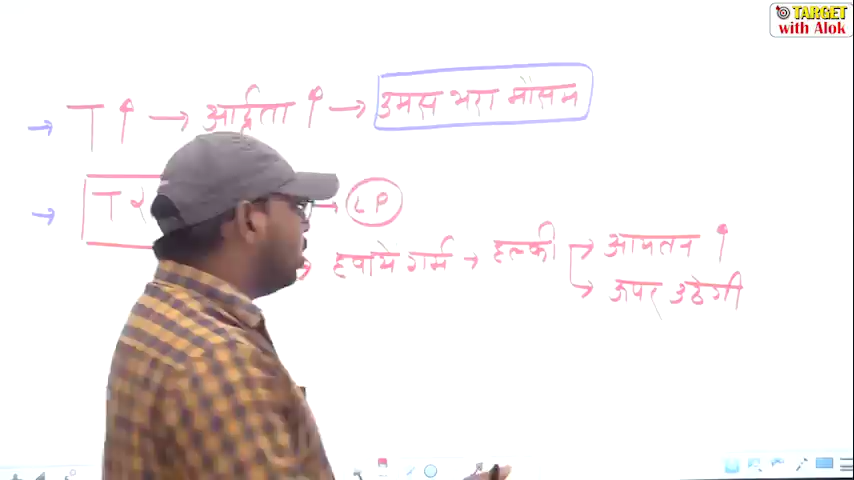 TARGET
with Alok
→ T↑ → आर्द्रता ↑ → उमस भरा मौसम
→ T → LP
→ हवाये गर्म → हल्की → आयतन ↑
→ ऊपर उठेगी